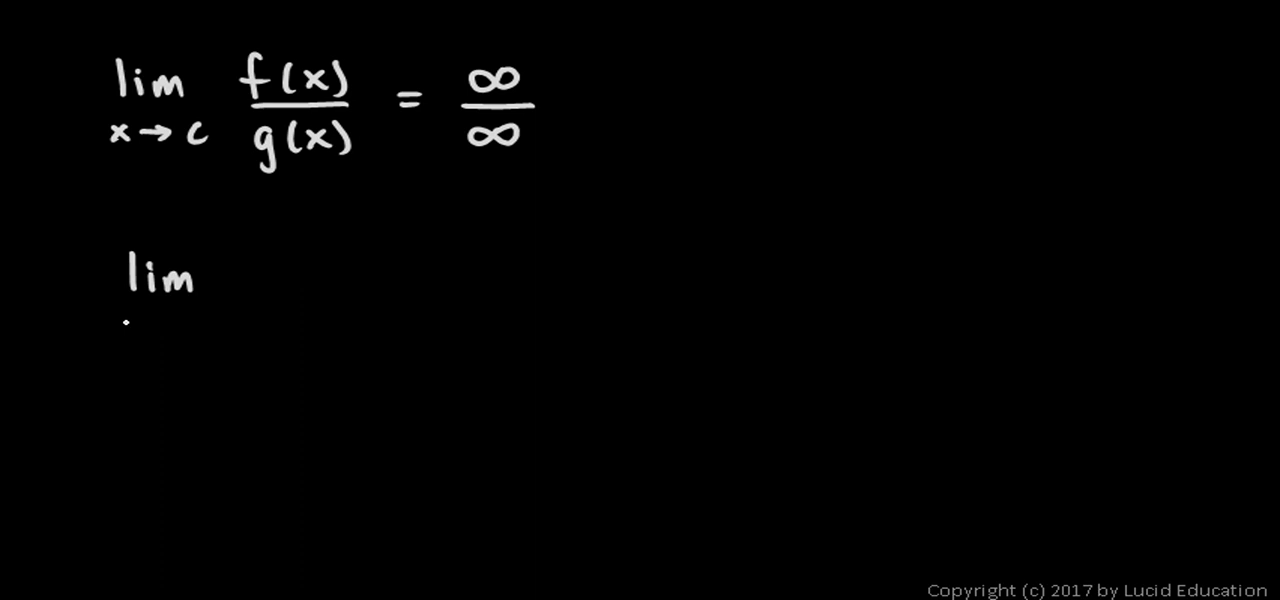 lim x→c f(x)/g(x) = ∞/∞
lim
Copyright (c) 2017 by Lucid Education